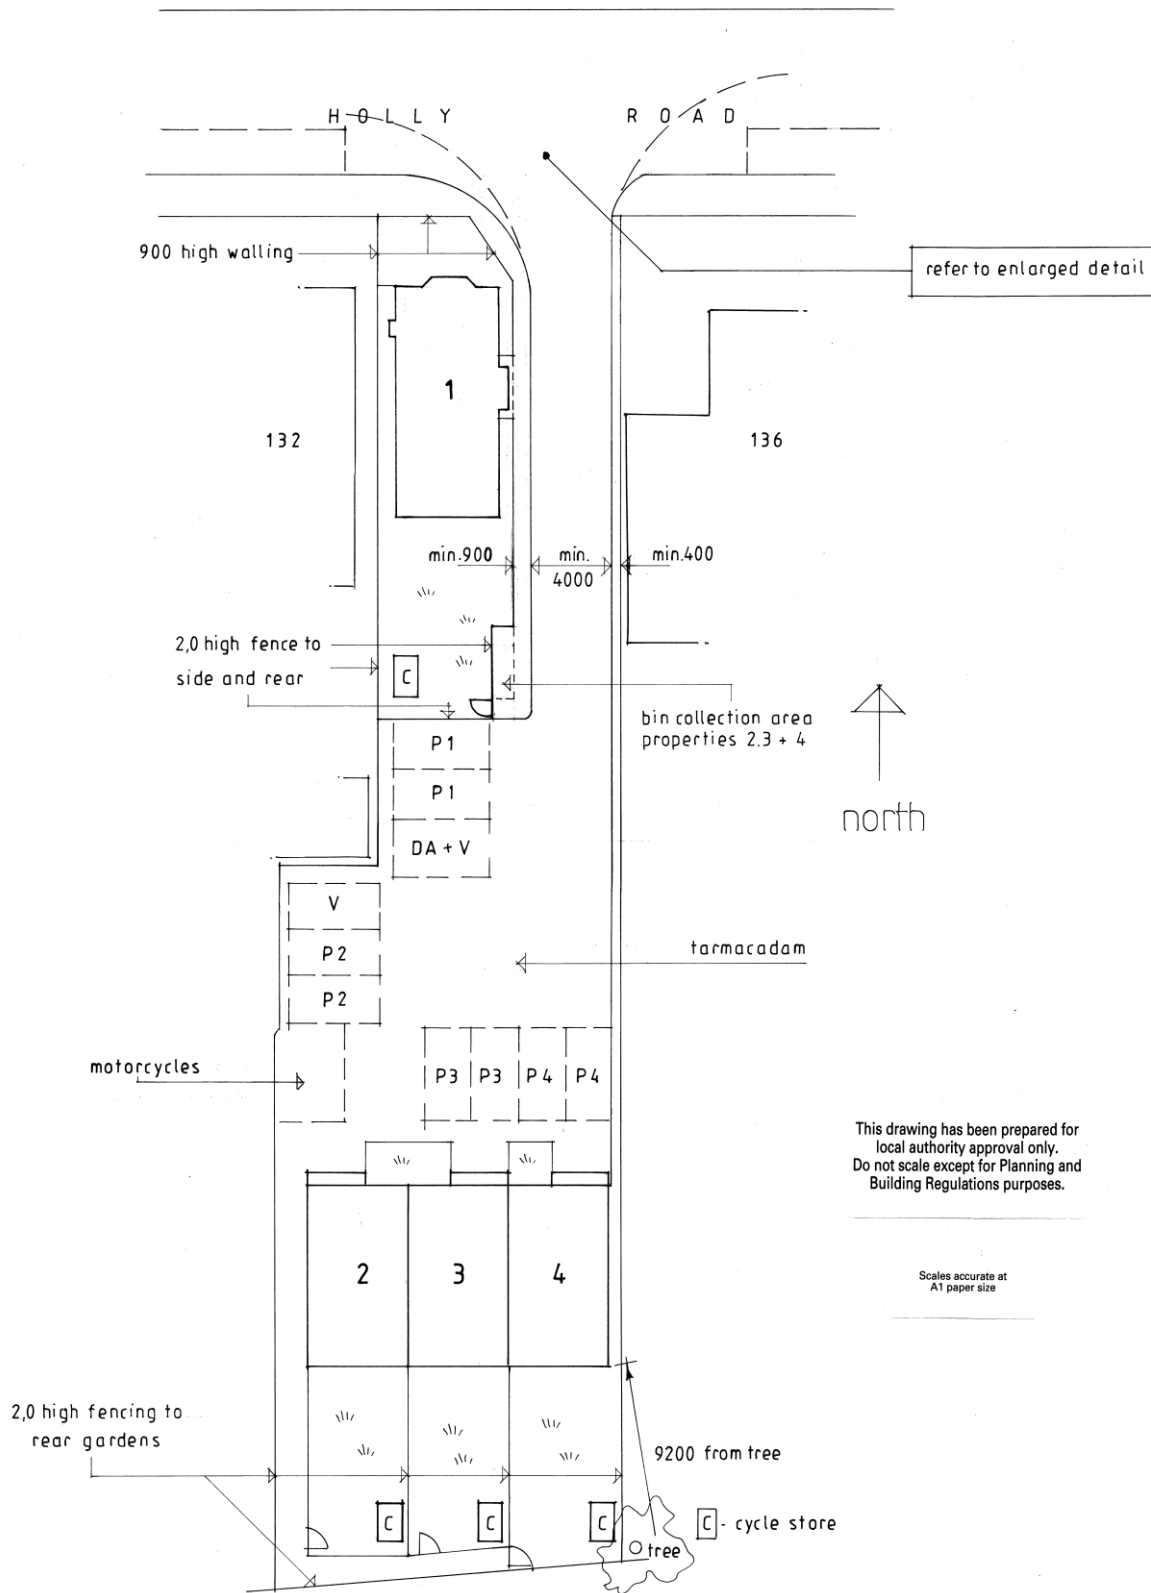 HOLLY ROAD
900 high walling
refer to enlarged detail
1
132
136
min.900
min.
4000
min.400
2,0 high fence to
side and rear
C
bin collection area
properties 2.3 + 4
P1
P1
DA + V
north
V
P2
P2
tarmacadam
motorcycles
P3 P3 P4 P4
This drawing has been prepared for
local authority approval only.
Do not scale except for Planning and
Building Regulations purposes.
2 3 4
Scales accurate at
A1 paper size
2,0 high fencing to
rear gardens
9200 from tree
C C C
C - cycle store
tree